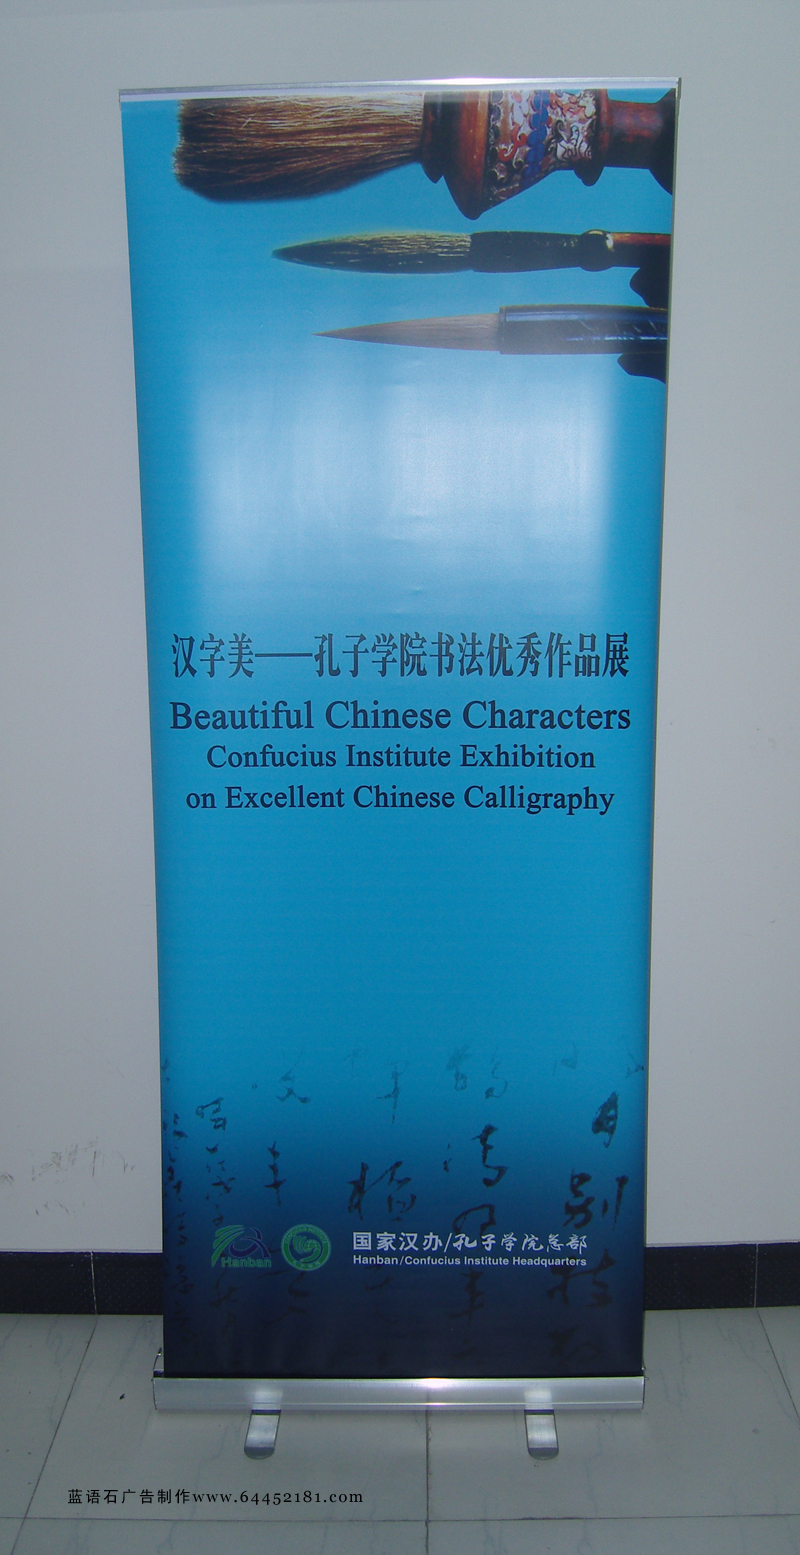 汉字美——孔子学院书法优秀作品展
Beautiful Chinese Characters
Confucius Institute Exhibition
on Excellent Chinese Calligraphy
Hanban
国家汉办/孔子学院总部
Hanban/Confucius Institute Headquarters
蓝语石广告制作www.64452181.com